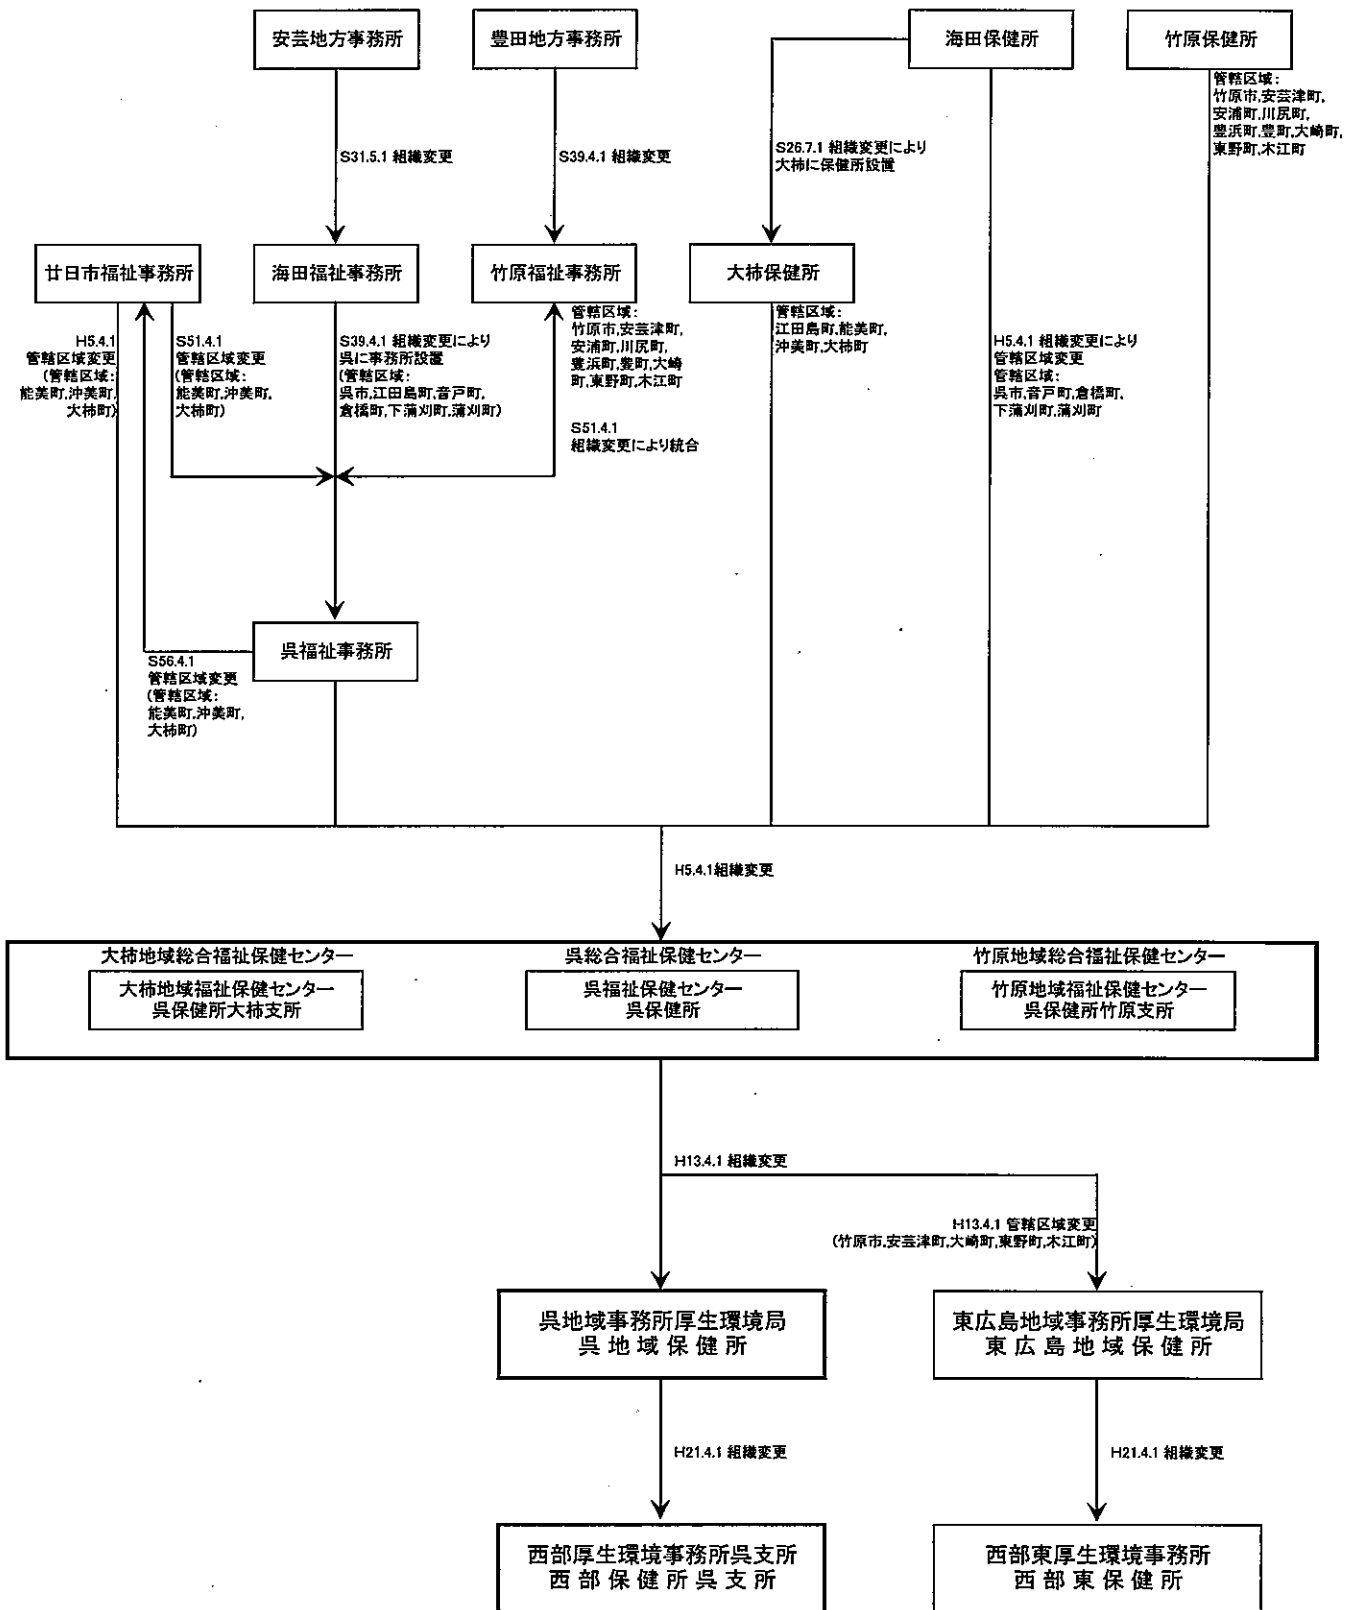 安芸地方事務所
豊田地方事務所
海田保健所
竹原保健所
管轄区域：
竹原市,安芸津町,
安浦町,川尻町,
豊浜町,豊町,大崎町,
東野町,木江町
S31.5.1 組織変更
S39.4.1 組織変更
S26.7.1 組織変更により
大柿に保健所設置
廿日市福祉事務所
海田福祉事務所
竹原福祉事務所
大柿保健所
H5.4.1
管轄区域変更
(管轄区域：
能美町,沖美町,
大柿町)
S51.4.1
管轄区域変更
(管轄区域：
能美町,沖美町,
大柿町)
S39.4.1 組織変更により
呉に事務所設置
(管轄区域：
呉市,江田島町,音戸町,
倉橋町,下蒲刈町,蒲刈町)
管轄区域：
竹原市,安芸津町,
安浦町,川尻町,
豊浜町,豊町,大崎
町,東野町,木江町
S51.4.1
組織変更により統合
管轄区域：
江田島町,能美町,
沖美町,大柿町
H5.4.1 組織変更により
管轄区域変更
管轄区域：
呉市,音戸町,倉橋町,
下蒲刈町,蒲刈町
呉福祉事務所
S56.4.1
管轄区域変更
(管轄区域：
能美町,沖美町,
大柿町)
H5.4.1組織変更
大柿地域総合福祉保健センター
大柿地域福祉保健センター
呉保健所大柿支所
呉総合福祉保健センター
呉福祉保健センター
呉保健所
竹原地域総合福祉保健センター
竹原地域福祉保健センター
呉保健所竹原支所
H13.4.1 組織変更
H13.4.1 管轄区域変更
(竹原市,安芸津町,大崎町,東野町,木江町)
呉地域事務所厚生環境局
呉地域保健所
東広島地域事務所厚生環境局
東広島地域保健所
H21.4.1 組織変更
H21.4.1 組織変更
西部厚生環境事務所呉支所
西部保健所呉支所
西部東厚生環境事務所
西部東保健所